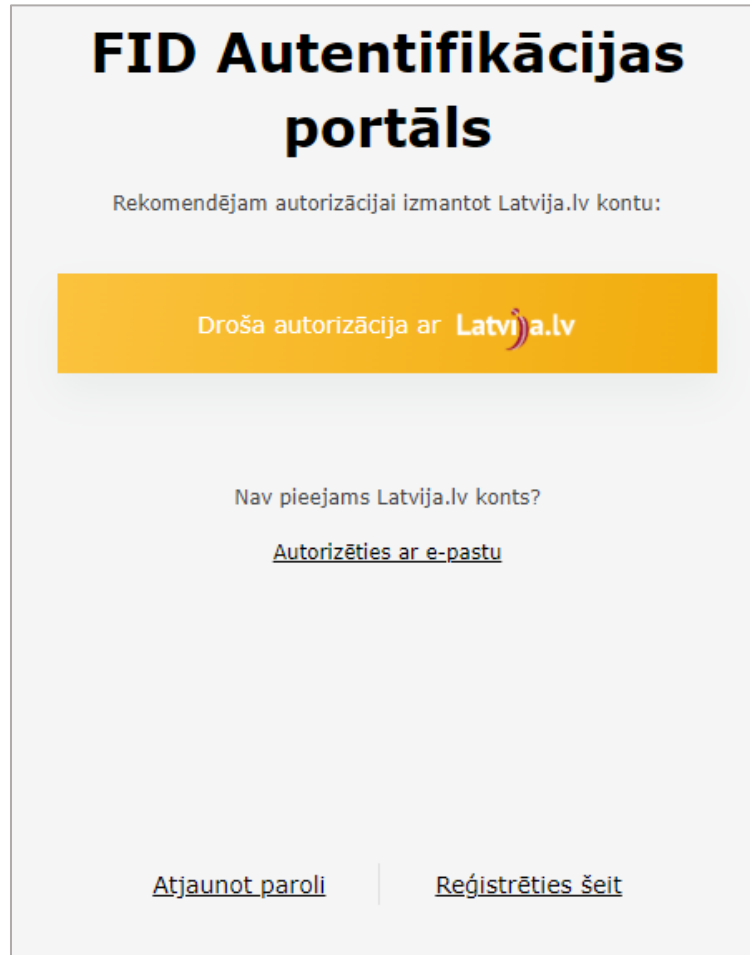 FID Autentifikācijas
portāls
Rekomendējam autorizācijai izmantot Latvija.lv kontu:
Droša autorizācija ar Latvija.lv
Nav pieejams Latvija.lv konts?
Autorizēties ar e-pastu
Atjaunot paroli
Reģistrēties šeit